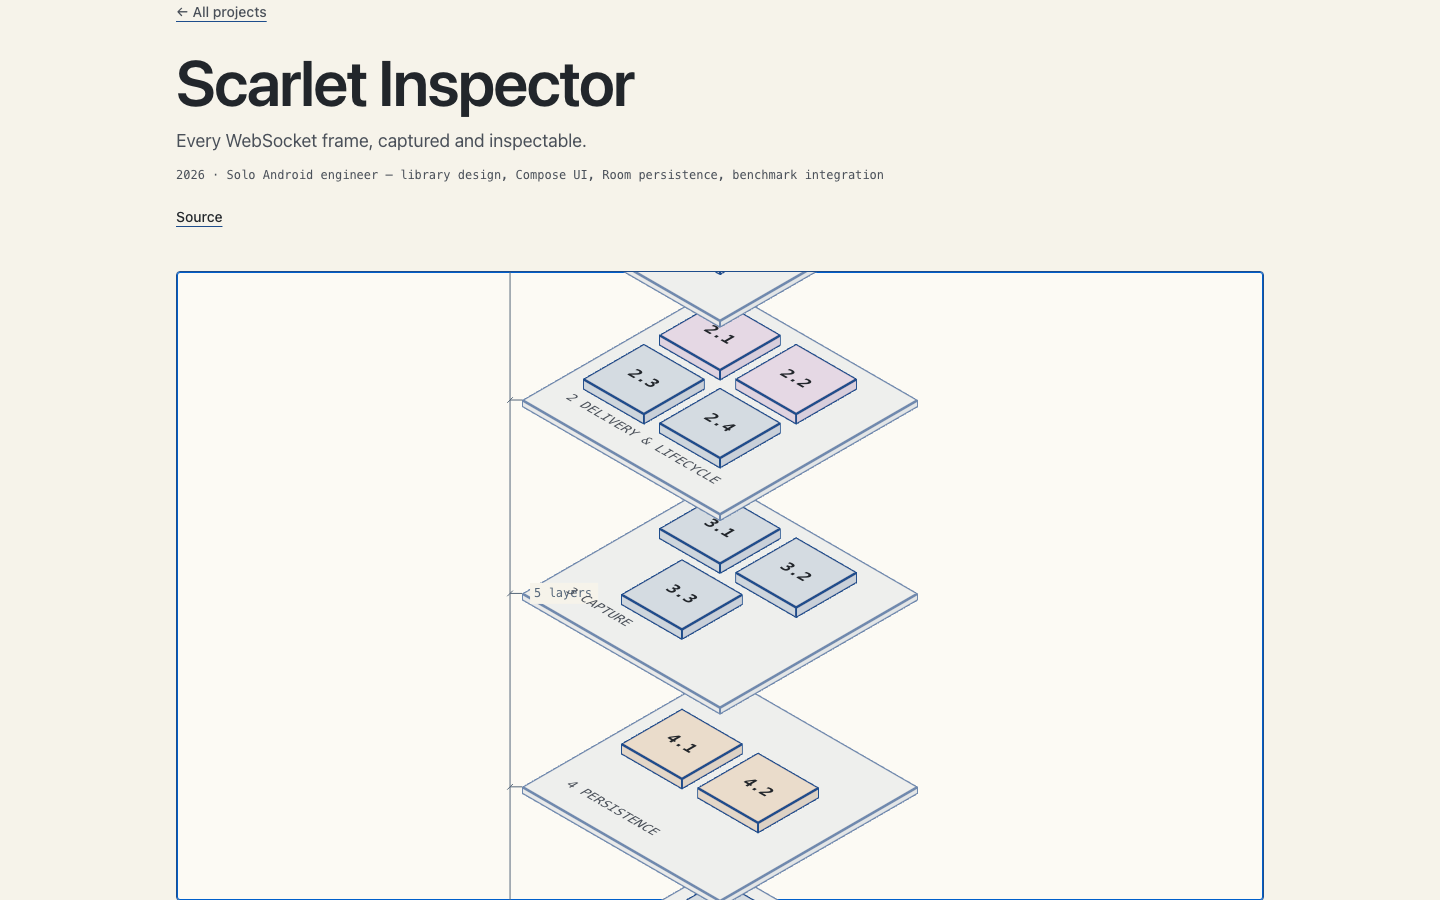 ← All projects
Scarlet Inspector
Every WebSocket frame, captured and inspectable.
2026 · Solo Android engineer — library design, Compose UI, Room persistence, benchmark integration
Source
2.1
2.2
2.3
2.4
2 DELIVERY & LIFECYCLE
3.1
3.2
3.3
5 layers
CAPTURE
4.1
4.2
4 PERSISTENCE